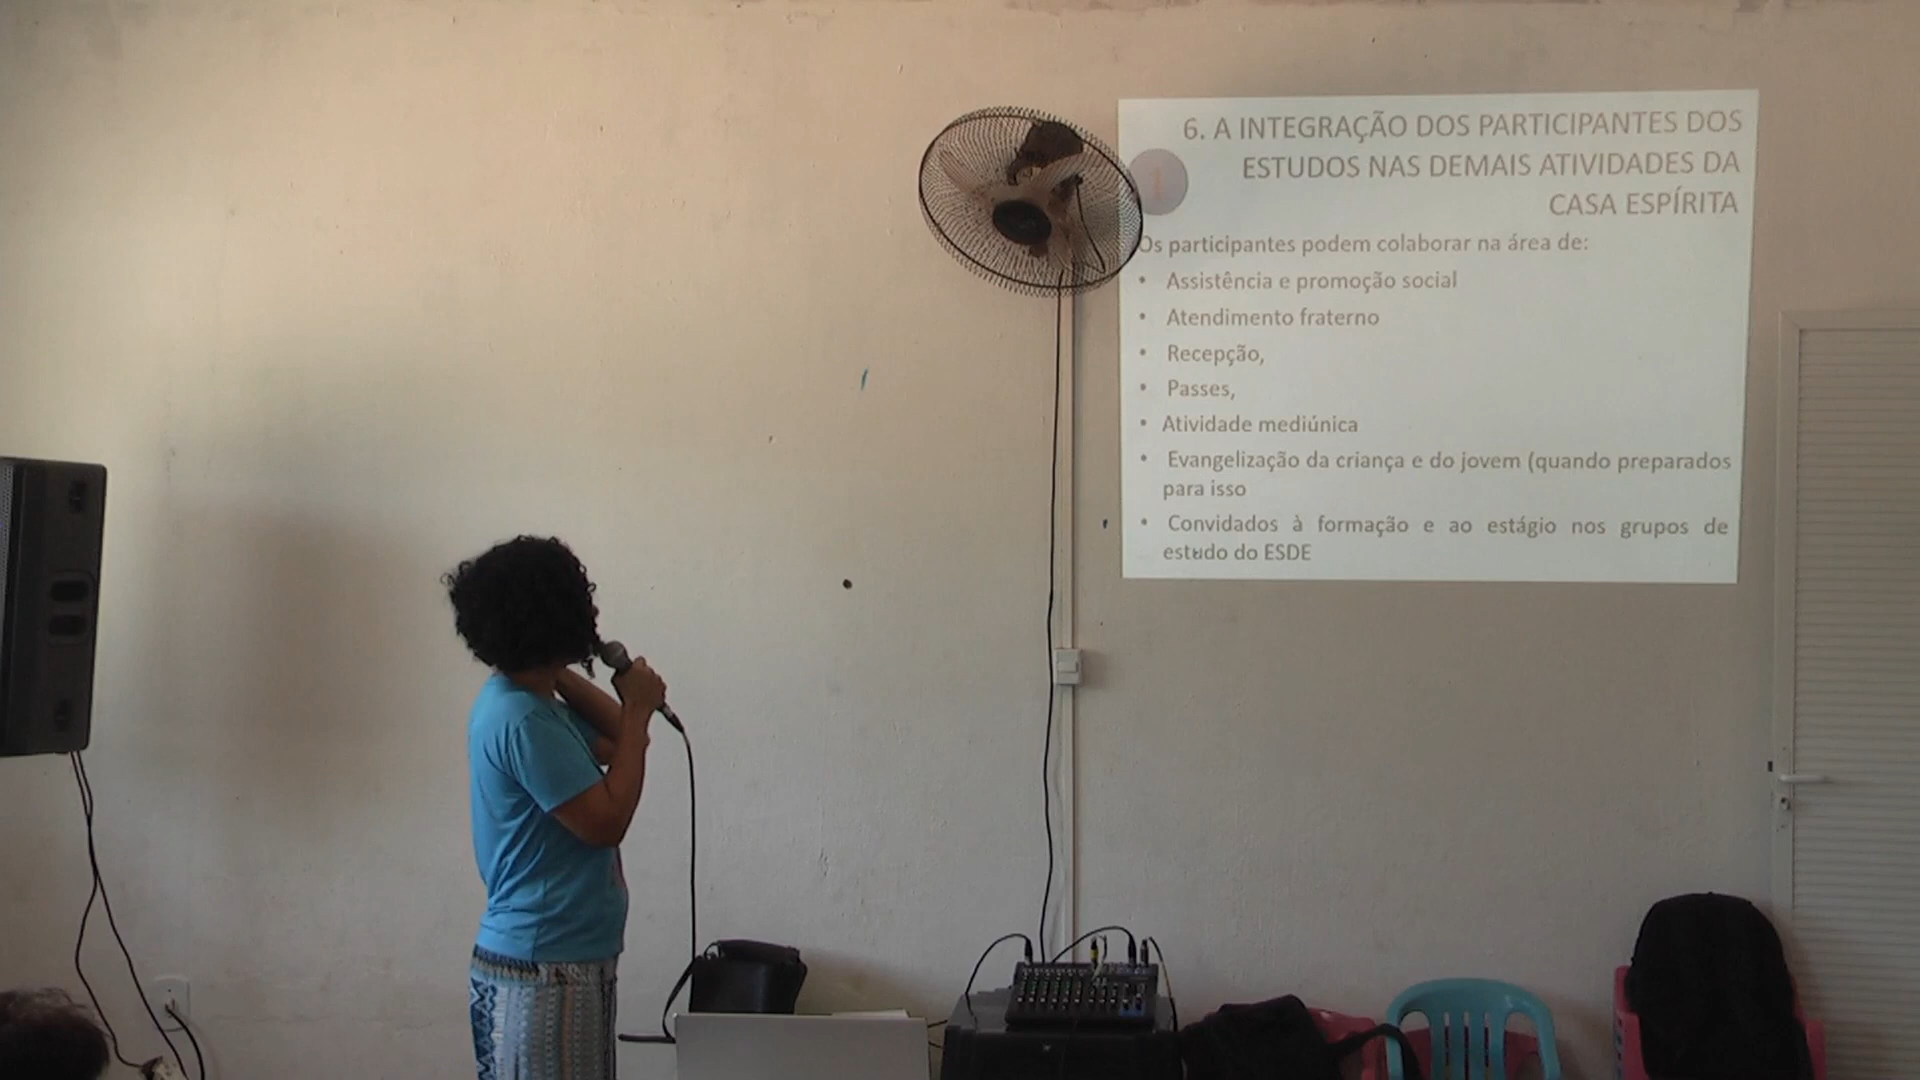 6. A INTEGRAÇÃO DOS PARTICIPANTES DOS
ESTUDOS NAS DEMAIS ATIVIDADES DA
CASA ESPÍRITA
Os participantes podem colaborar na área de:
• Assistência e promoção social
• Atendimento fraterno
• Recepção,
• Passes,
• Atividade mediúnica
• Evangelização da criança e do jovem (quando preparados
para isso
• Convidados à formação e ao estágio nos grupos de
estudo do ESDE